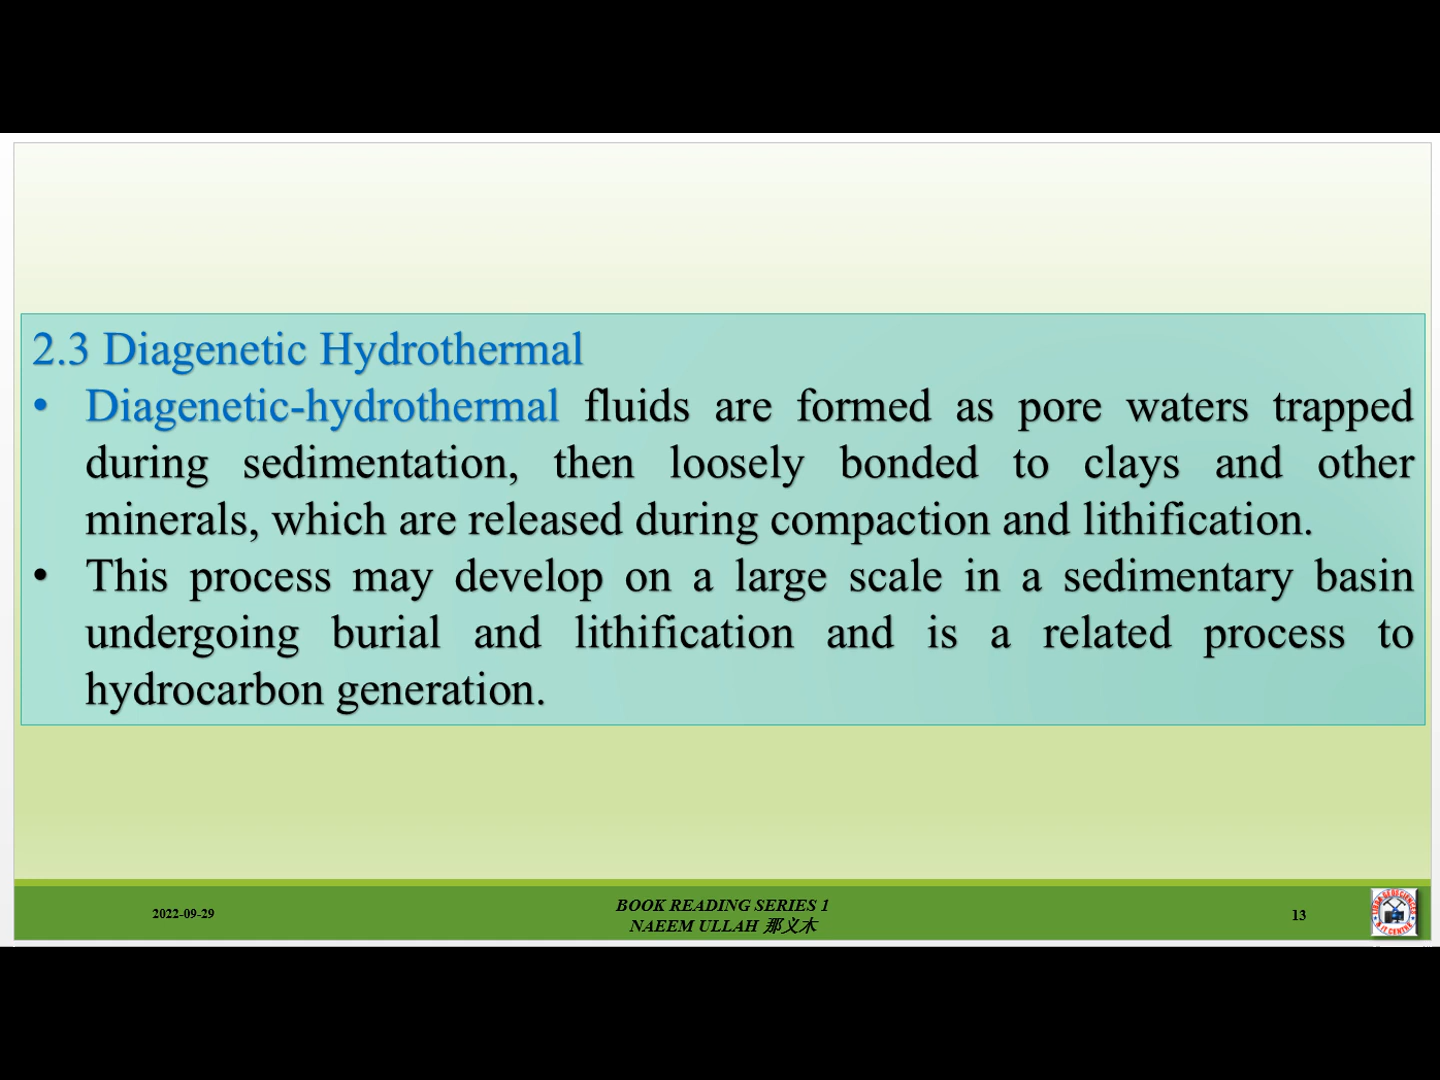 2.3 Diagenetic Hydrothermal
• Diagenetic-hydrothermal fluids are formed as pore waters trapped
during sedimentation, then loosely bonded to clays and other
minerals, which are released during compaction and lithification.
• This process may develop on a large scale in a sedimentary basin
undergoing burial and lithification and is a related process to
hydrocarbon generation.
2022-09-29
BOOK READING SERIES 1
NAEEM ULLAH 那义木
13